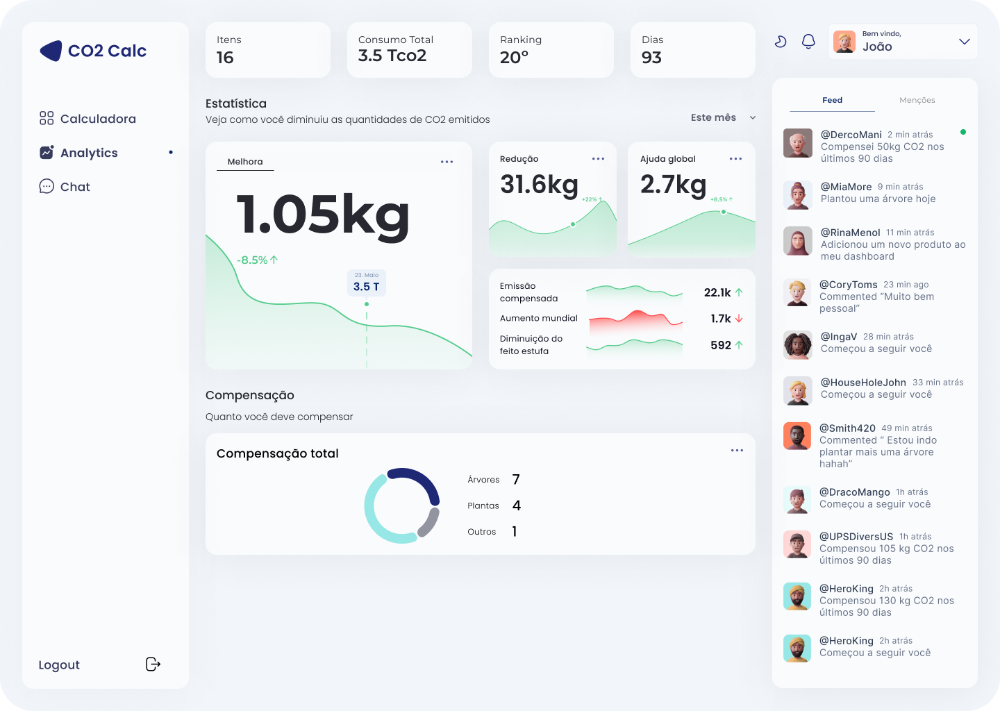 CO2 Calc
Calculadora
Analytics
Chat
Logout
Itens
16
Consumo Total
3.5 Tco2
Ranking
20º
Dias
93
Bem vindo,
João
Estatística
Veja como você diminuiu as quantidades de CO2 emitidos
Este mês
Melhora
1.05kg
-8.5%↑
23. Maio
3.5 T
Redução
31.6kg
+22%↑
Ajuda global
2.7kg
+8.5%↑
Emissão
compensada
22.1k ↑
Aumento mundial
1.7k ↓
Diminuição do
feito estufa
592 ↑
Compensação
Quanto você deve compensar
Compensação total
Árvores 7
Plantas 4
Outros 1
Feed
Menções
@DercoMani 2 min atrás
Compensei 50kg CO2 nos
últimos 90 dias
@MiaMore 9 min atrás
Plantou uma árvore hoje
@RinaMenol 11 min atrás
Adicionou um novo produto ao
meu dashboard
@CoryToms 23 min ago
Commented “Muito bem
pessoal”
@IngaV 28 min atrás
Começou a seguir você
@HouseHoleJohn 33 min atrás
Começou a seguir você
@Smith420 49 min atrás
Commented “ Estou indo
plantar mais uma árvore
hahah”
@DracoMango 1h atrás
Começou a seguir você
@UPSDiversUS 1h atrás
Compensou 105 kg CO2 nos
últimos 90 dias
@HeroKing 2h atrás
Compensou 130 kg CO2 nos
últimos 90 dias
@HeroKing 2h atrás
Começou a seguir você